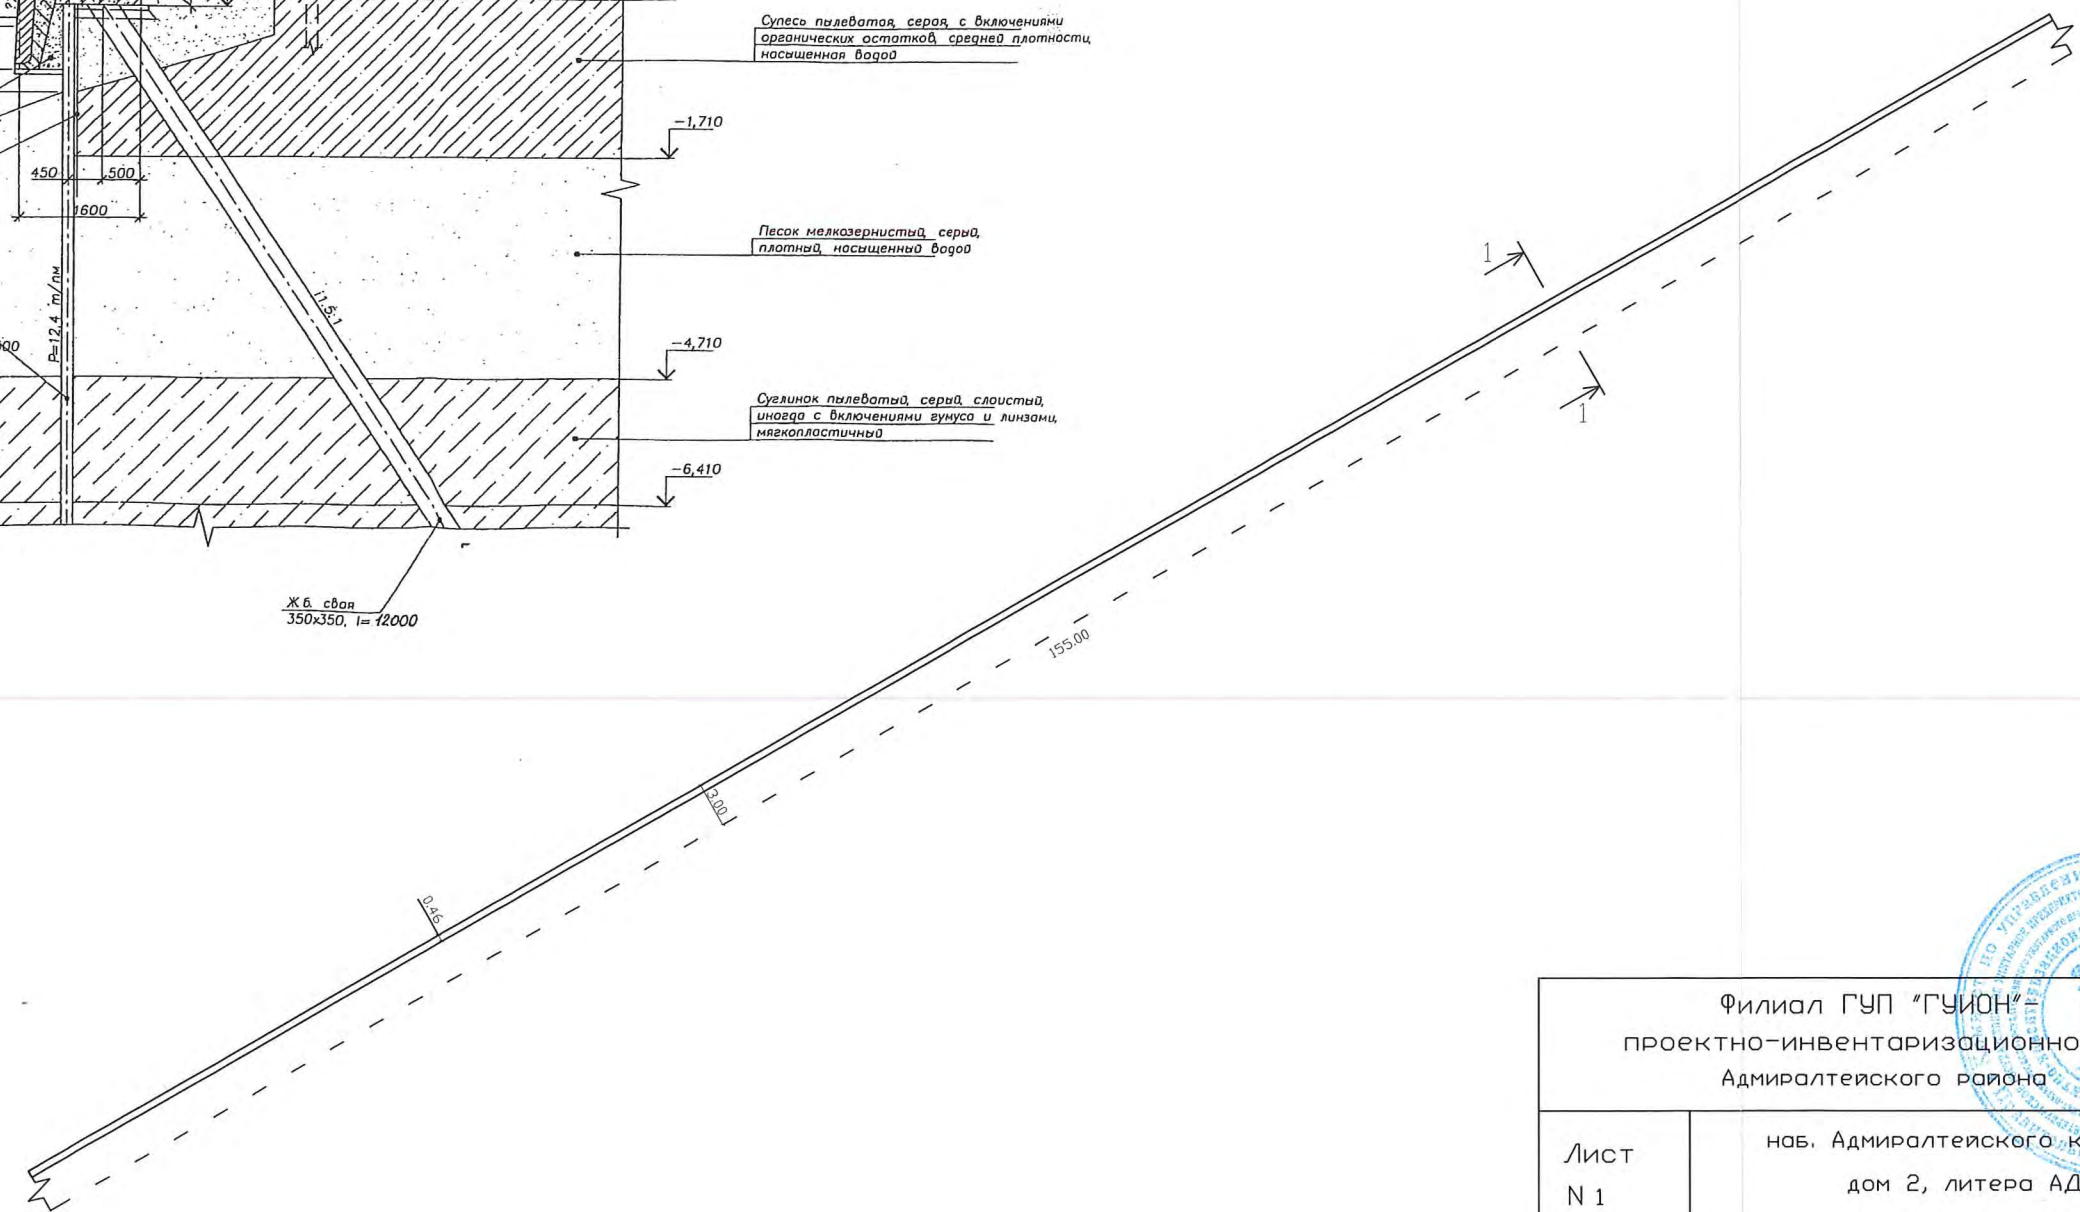 Супесь пылеватая, серая, с включениями
органических остатков, средней плотности,
насыщенная водой
-1,710
450
500
1600
Песок мелкозернистый, серый,
плотный, насыщенный водой
P=12,4 т/пм
i1.5:1
-4,710
Суглинок пылеватый, серый, слоистый,
иногда с включениями гумуса и линзами,
мягкопластичный
-6,410
Ж.б. свая
350х350, l= 12000
1
1
155.00
3.00
0.46
Филиал ГУП "ГУИОН"-
проектно-инвентаризационно
Адмиралтейского района
Лист
N 1
наб. Адмиралтейского к
дом 2, литера АД